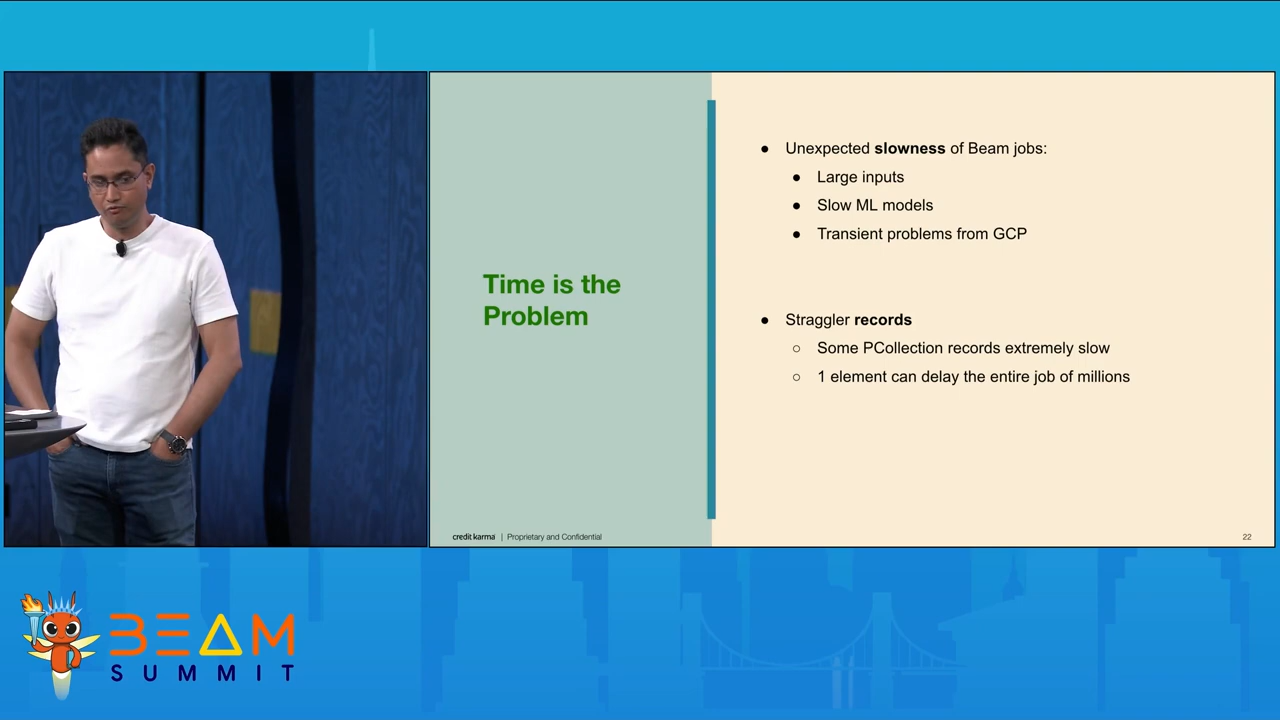 Time is the
Problem
● Unexpected slowness of Beam jobs:
● Large inputs
● Slow ML models
● Transient problems from GCP
● Straggler records
○ Some PCollection records extremely slow
○ 1 element can delay the entire job of millions
credit karma | Proprietary and Confidential
22
BEAM
SUMMIT